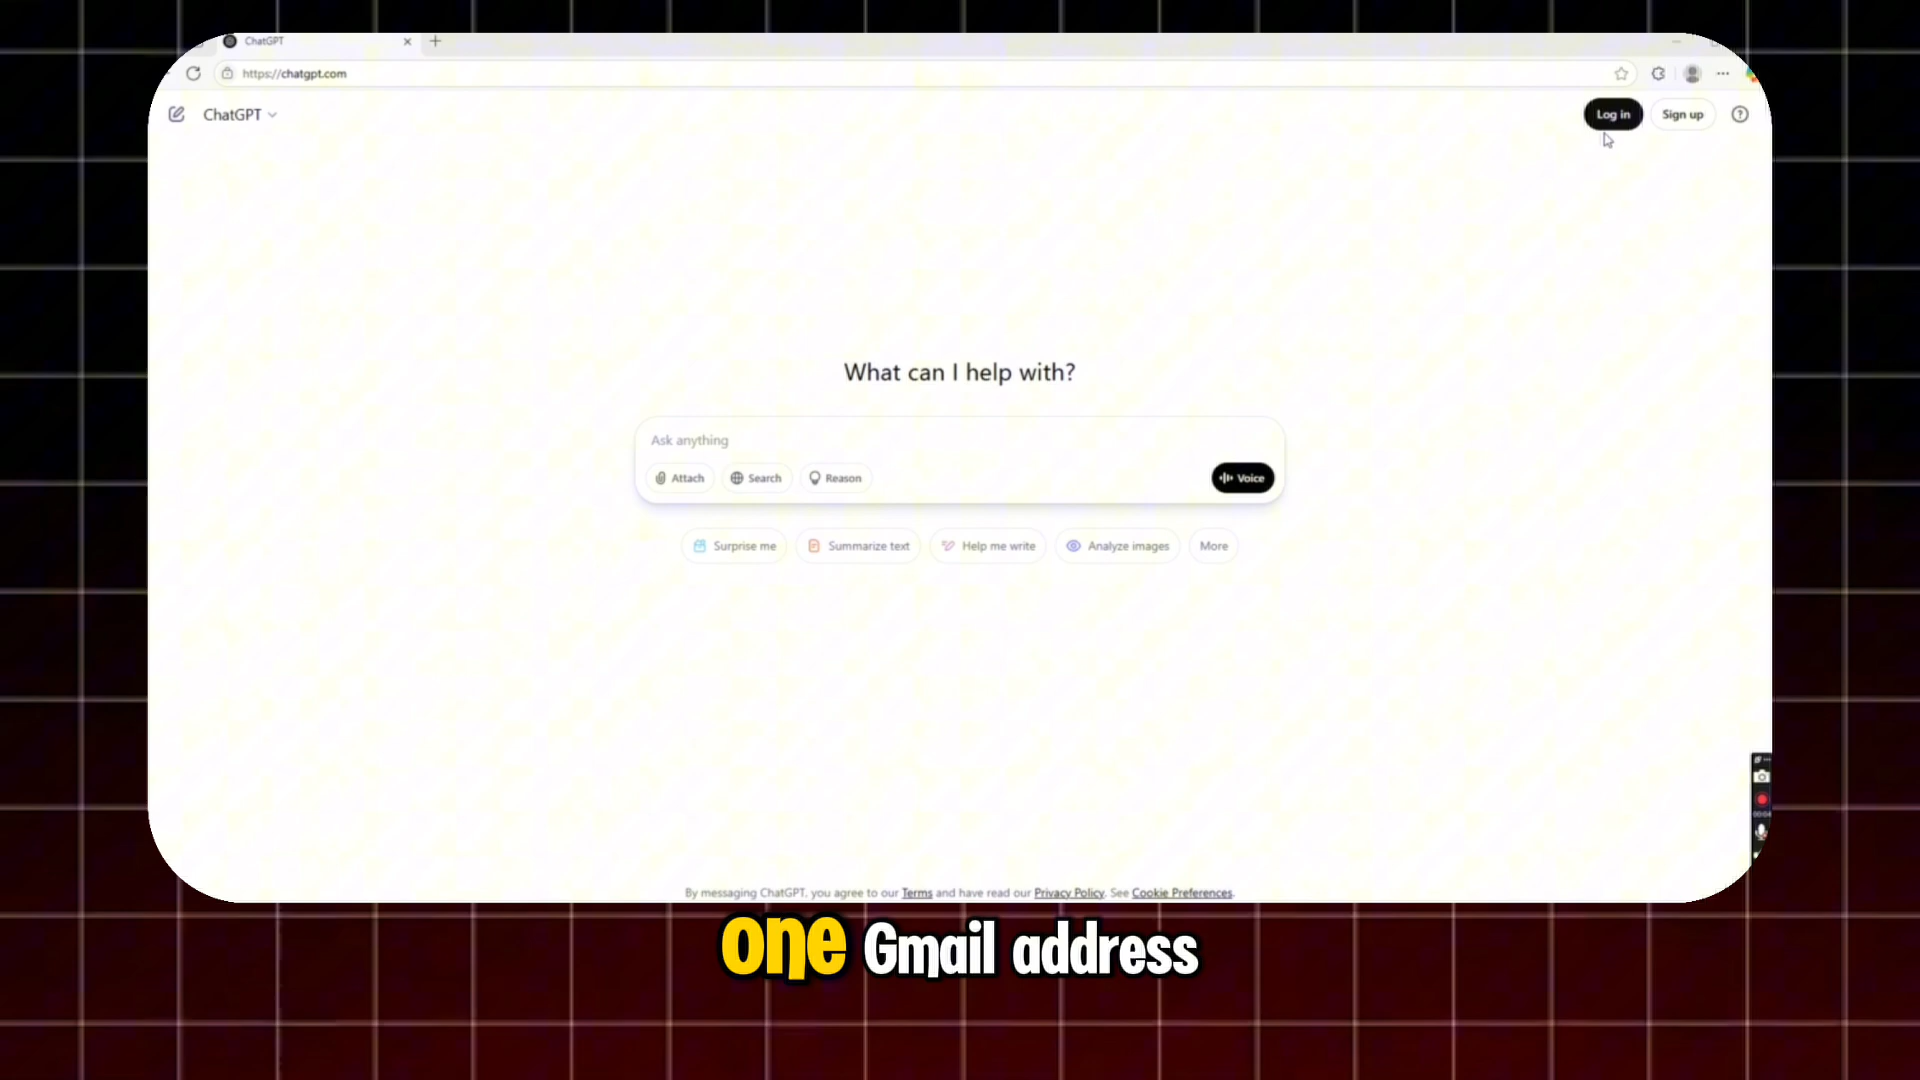 ChatGPT
https://chatgpt.com
ChatGPT
Log in
Sign up
What can I help with?
Ask anything
Attach
Search
Reason
Voice
Surprise me
Summarize text
Help me write
Analyze images
More
By messaging ChatGPT, you agree to our Terms and have read our Privacy Policy. See Cookie Preferences.
one Gmail address